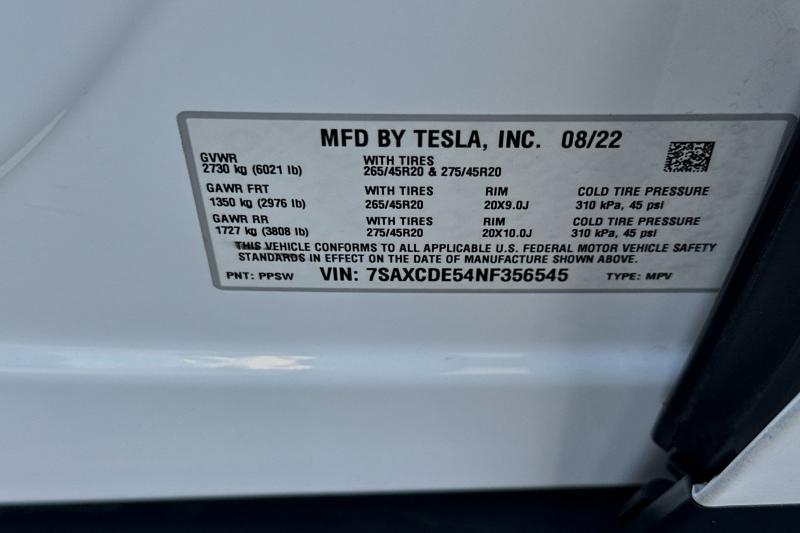 MFD BY TESLA, INC. 08/22
GVWR WITH TIRES
2730 kg (6021 lb) 265/45R20 & 275/45R20
GAWR FRT WITH TIRES RIM COLD TIRE PRESSURE
1350 kg (2976 lb) 265/45R20 20X9.0J 310 kPa, 45 psi
GAWR RR WITH TIRES RIM COLD TIRE PRESSURE
1727 kg (3808 lb) 275/45R20 20X10.0J 310 kPa, 45 psi
THIS VEHICLE CONFORMS TO ALL APPLICABLE U.S. FEDERAL MOTOR VEHICLE SAFETY
STANDARDS IN EFFECT ON THE DATE OF MANUFACTURE SHOWN ABOVE.
PNT: PPSW VIN: 7SAXCDE54NF356545 TYPE: MPV